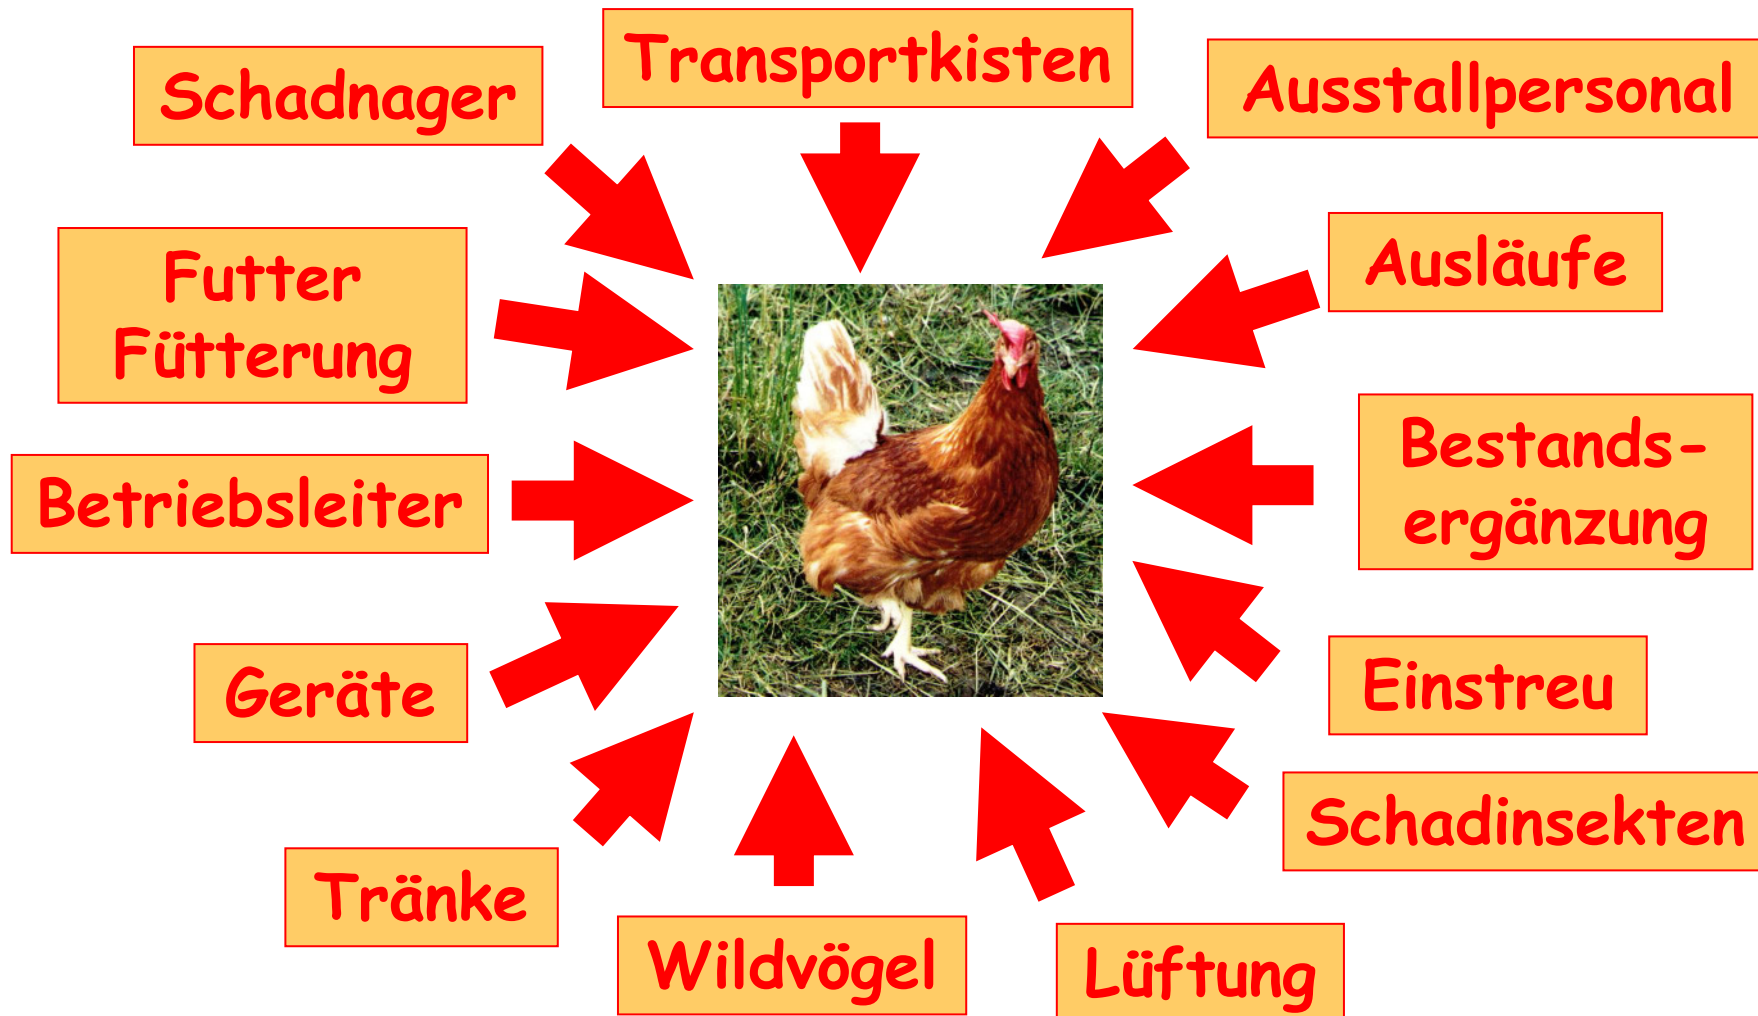 Transportkisten
Schadnager
Ausstallpersonal
Futter
Fütterung
Ausläufe
Betriebsleiter
Bestands-
ergänzung
Geräte
Einstreu
Schadinsekten
Tränke
Wildvögel
Lüftung